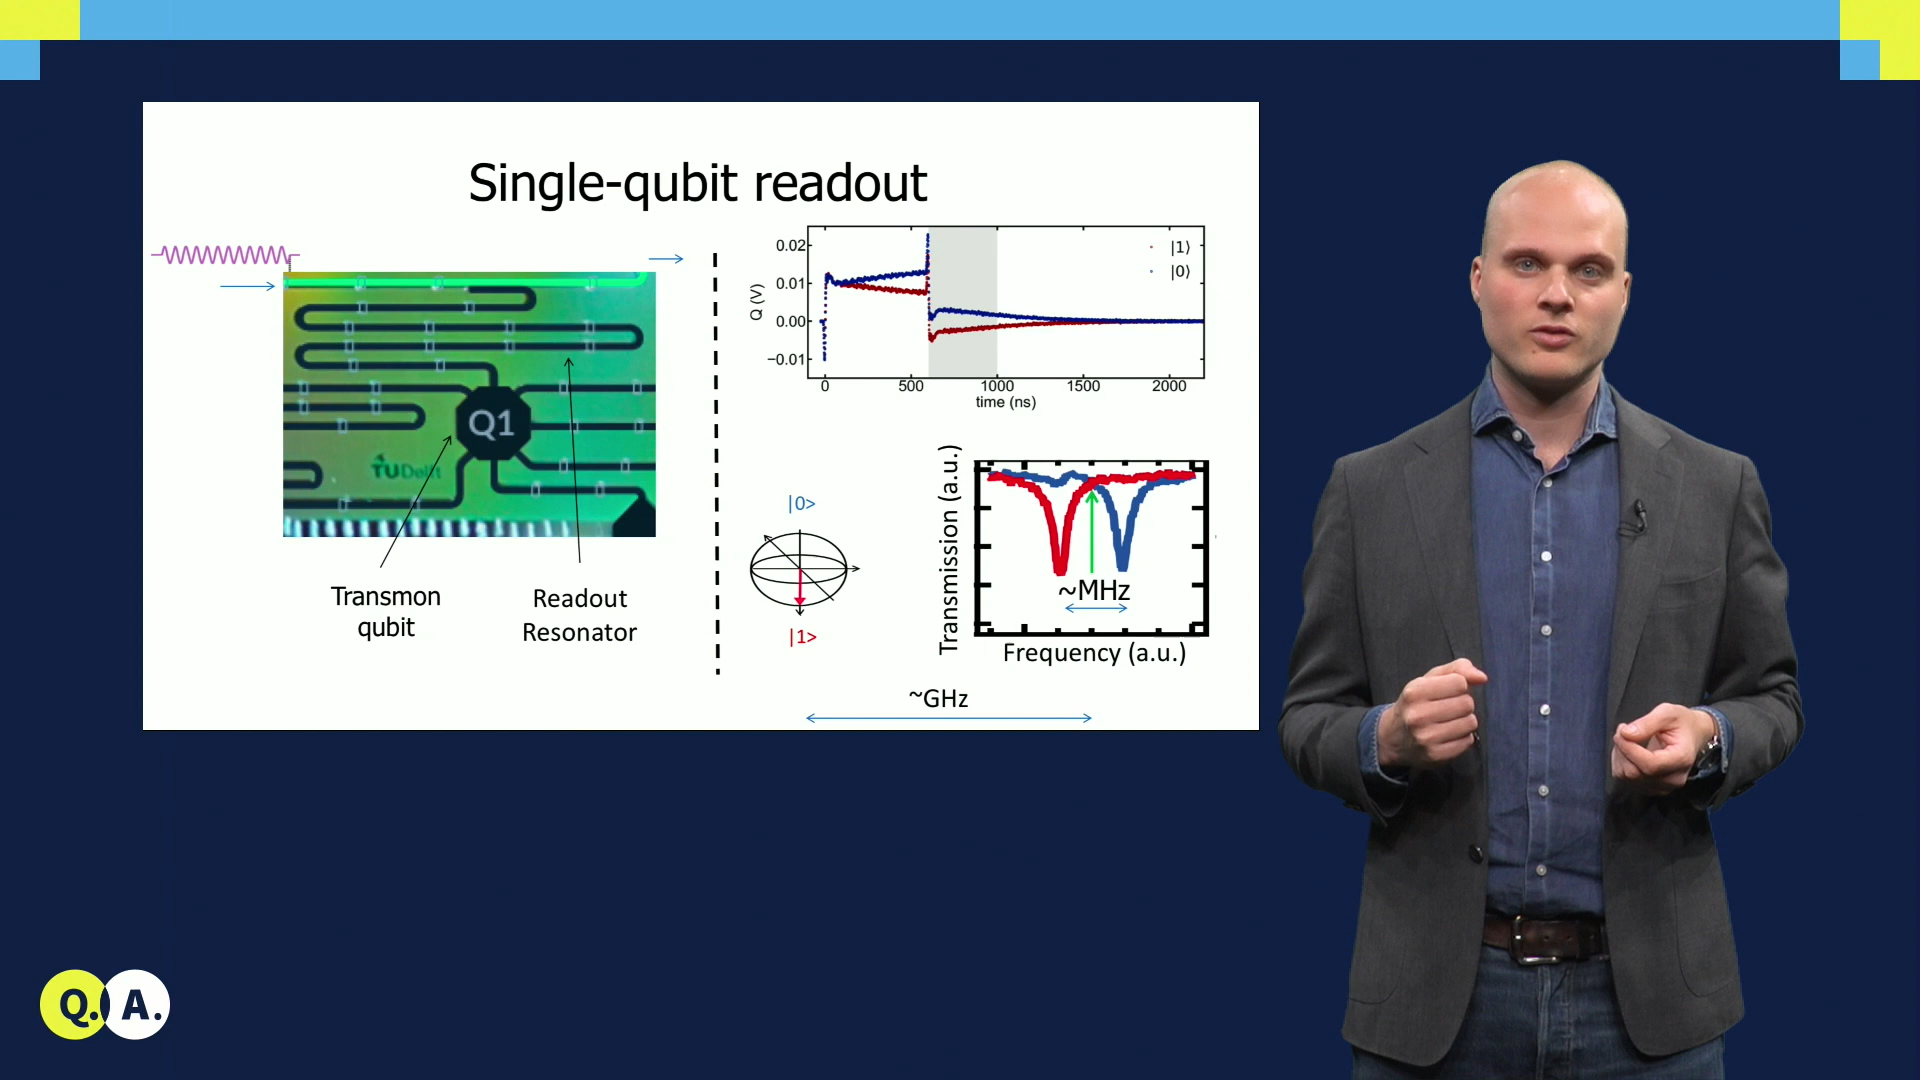 Single-qubit readout
Q1
TUDelft
Transmon
qubit
Readout
Resonator
Q (V)
0.02
0.01
0.00
−0.01
|1⟩
|0⟩
0
500
1000
1500
2000
time (ns)
|0>
|1>
Transmission (a.u.)
~MHz
Frequency (a.u.)
~GHz
Q. A.